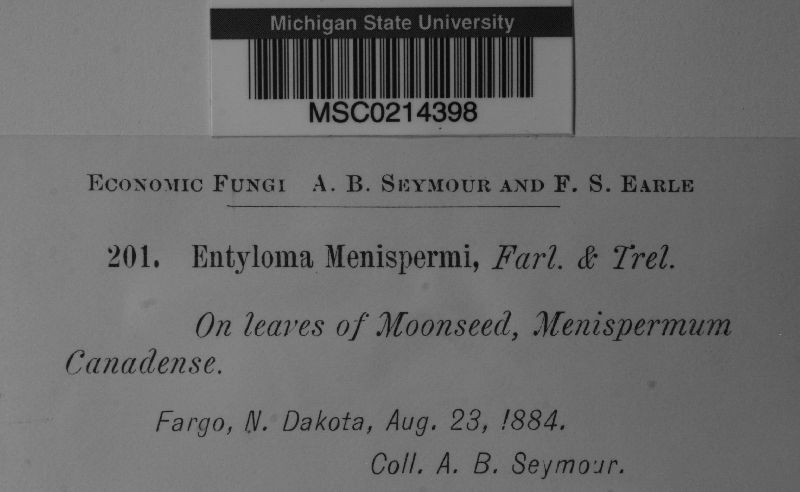 Michigan State University
MSC0214398
ECONOMIC FUNGI A. B. SEYMOUR AND F. S. EARLE
201. Entyloma Menispermi, Farl. & Trel.
On leaves of Moonseed, Menispermum
Canadense.
Fargo, N. Dakota, Aug. 23, 1884.
Coll. A. B. Seymour.